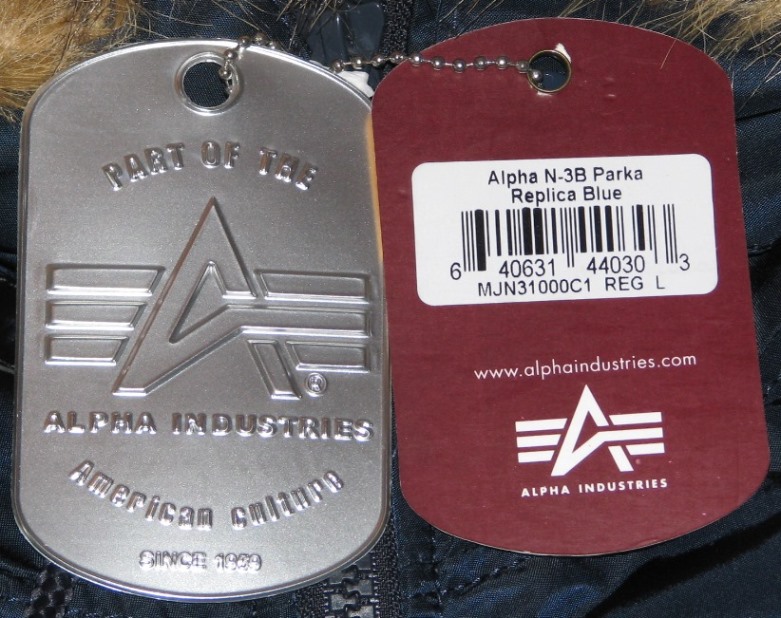 PART OF THE
ALPHA INDUSTRIES
American culture
SINCE 1959
Alpha N-3B Parka
Replica Blue
6 40631 44030 3
MJN31000C1 REG L
www.alphaindustries.com
ALPHA INDUSTRIES